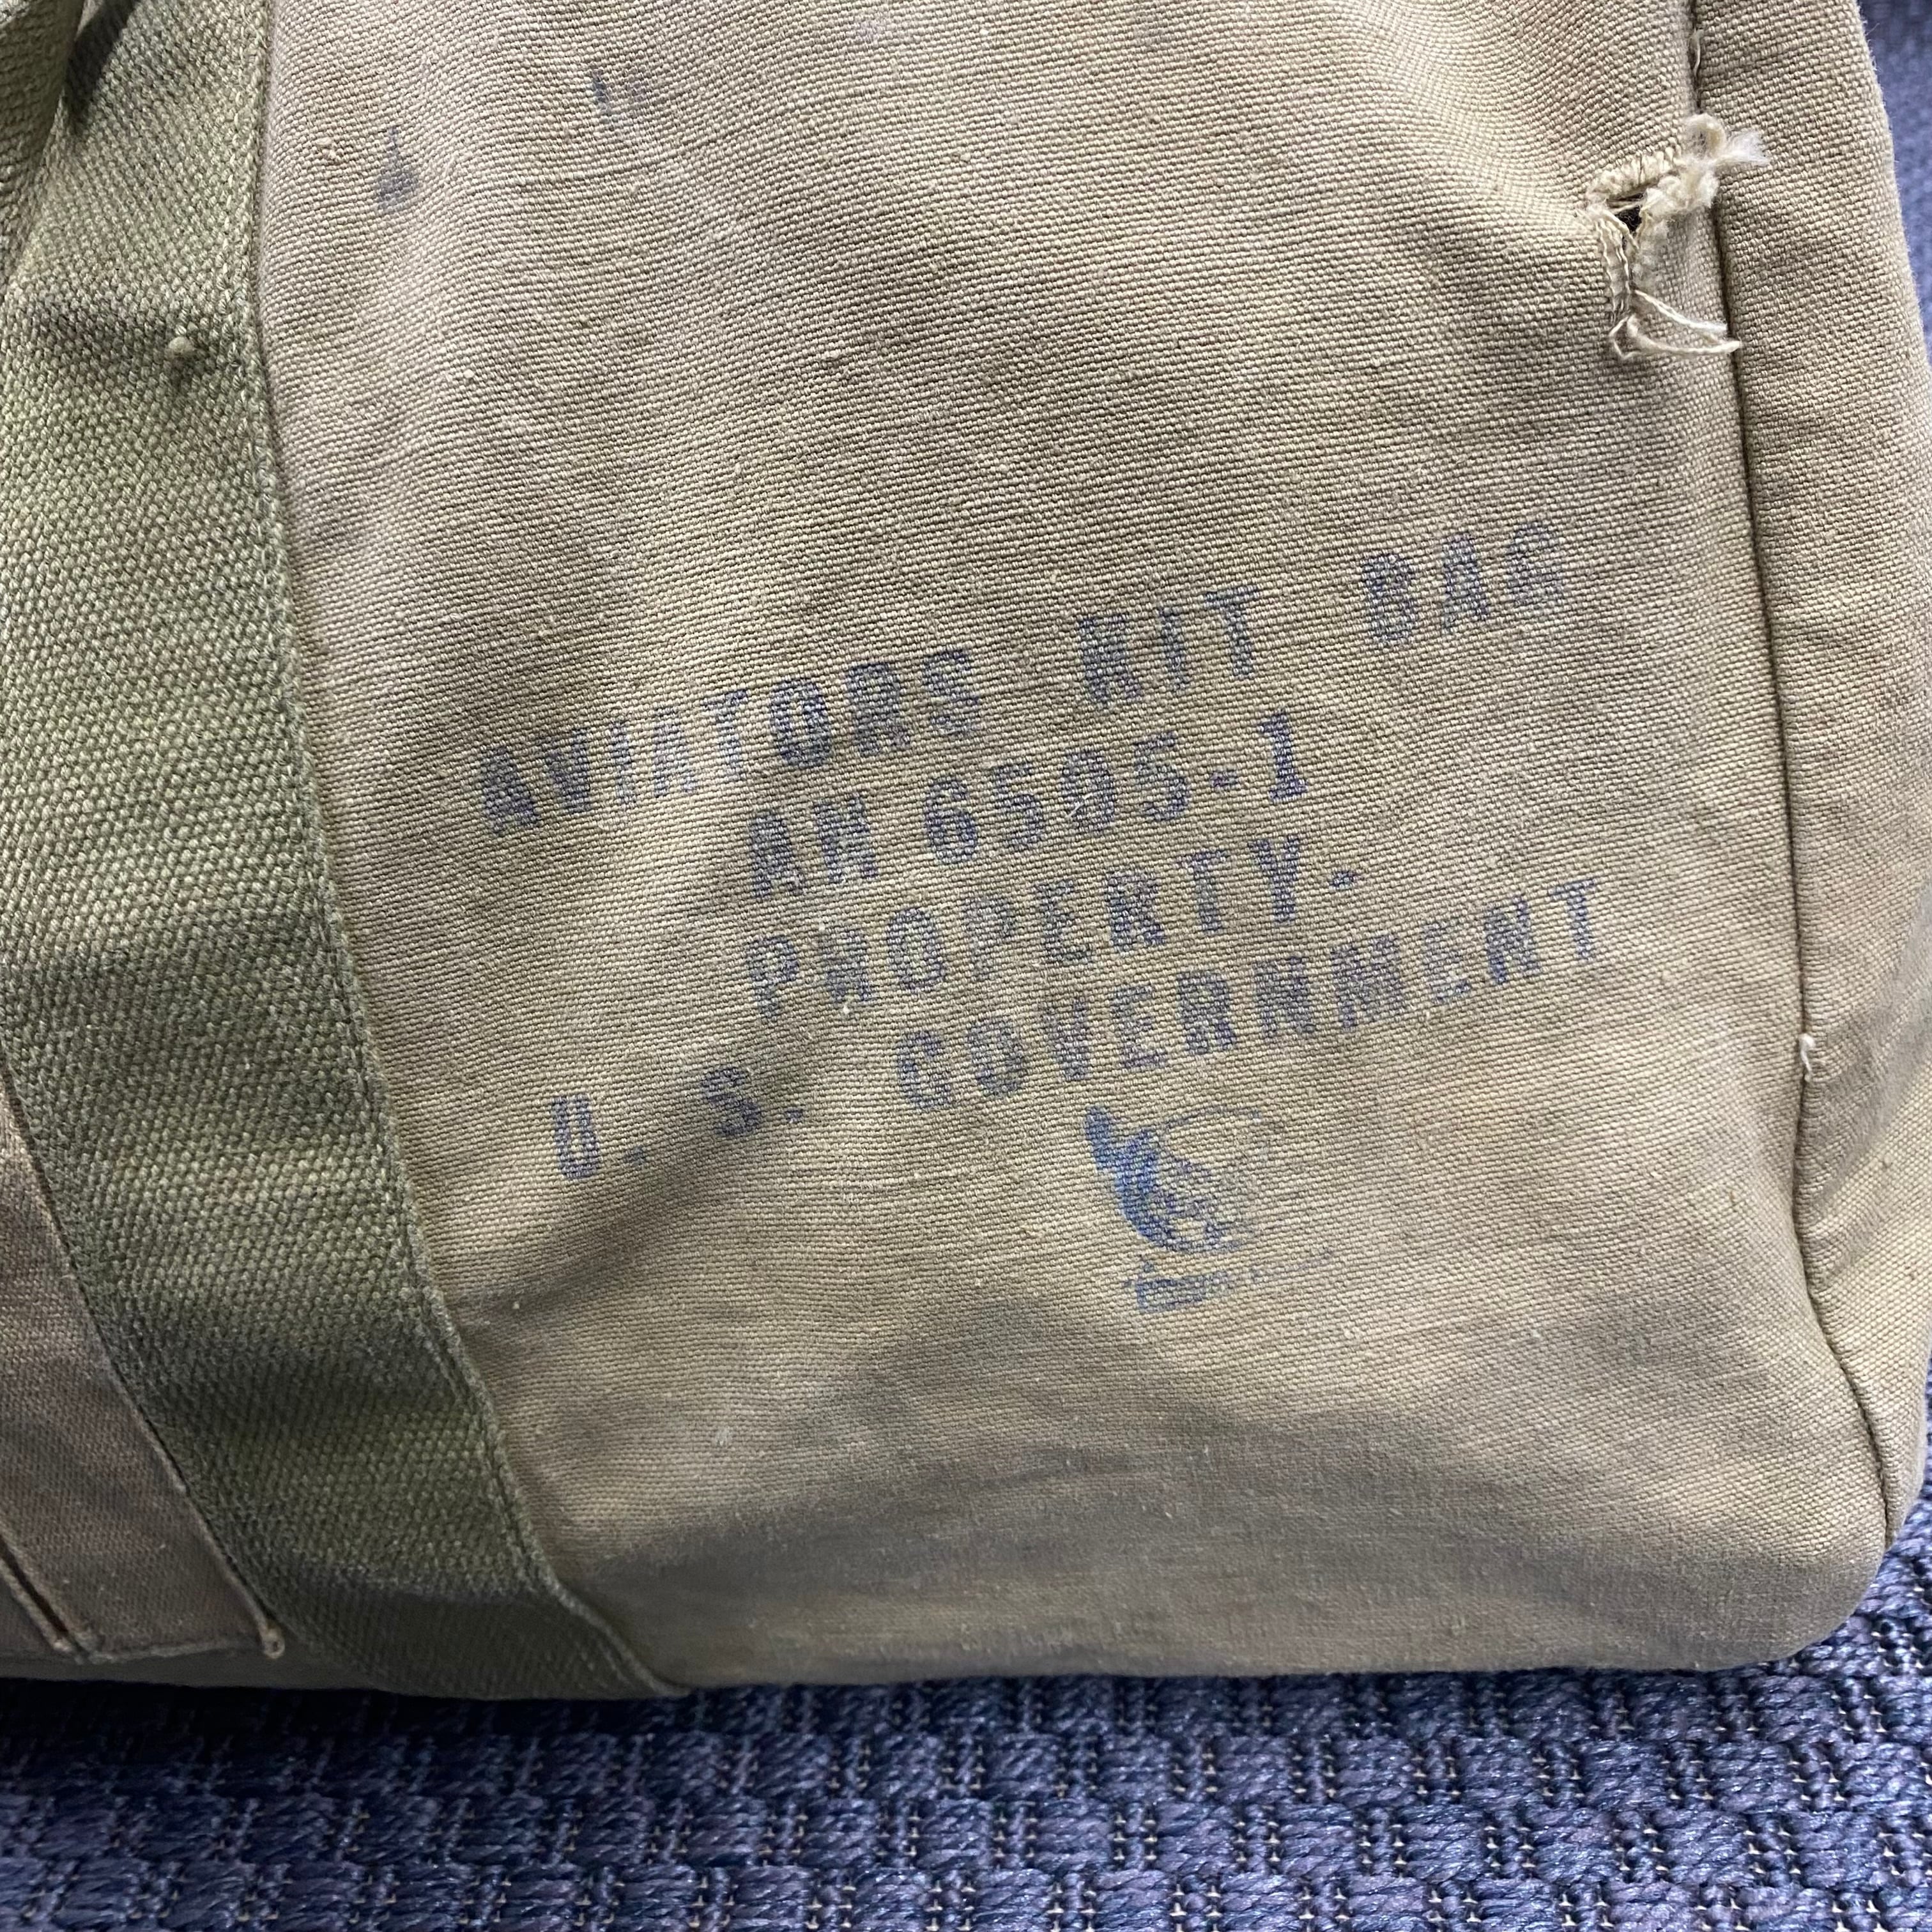 AVIATORS KIT BAG
AN 6505-1
PROPERTY.
U. S. GOVERNMENT